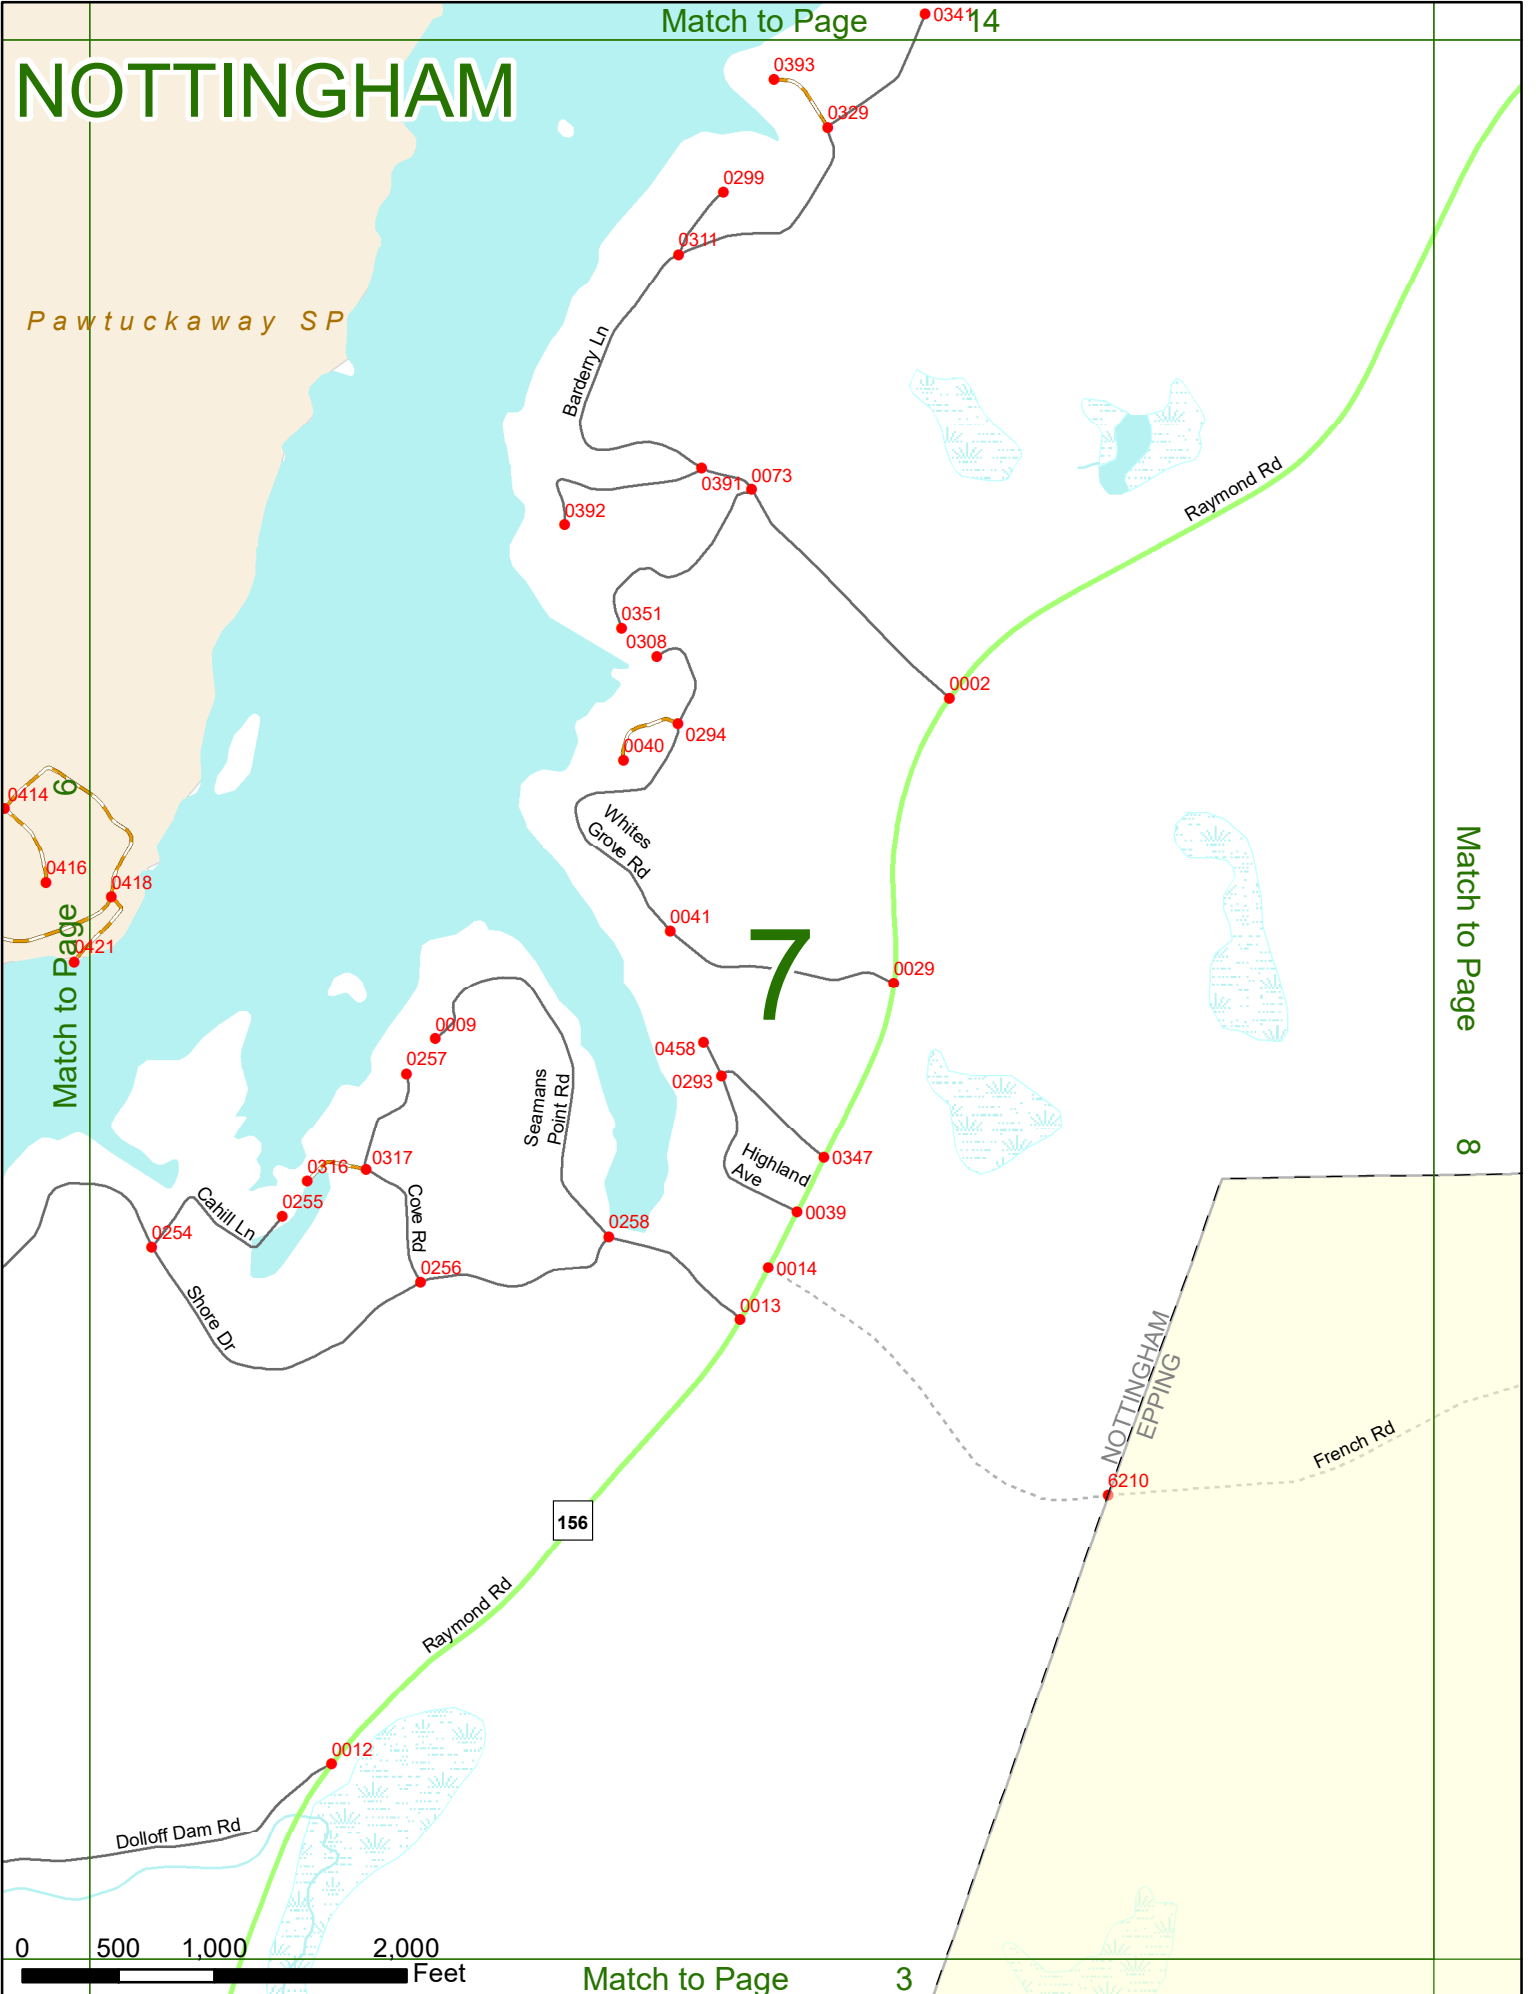 Match to Page 14
0341
NOTTINGHAM
0393
0329
0299
0311
Pawtuckaway SP
Barderry Ln
0391
0073
0392
Raymond Rd
0351
0308
0002
0294
0040
0414
6
Whites
Grove Rd
0416
0418
Match to Page
0421
0041
7
0029
Match to Page
8
0009
0257
0458
0293
Seamans
Point Rd
Highland
Ave
0347
0316
0317
0255
Cahill Ln
Cove Rd
0039
0254
0258
0256
0014
Shore Dr
0013
NOTTINGHAM
EPPING
French Rd
6210
156
Raymond Rd
0012
Dolloff Dam Rd
0 500 1,000 2,000
Feet
Match to Page 3